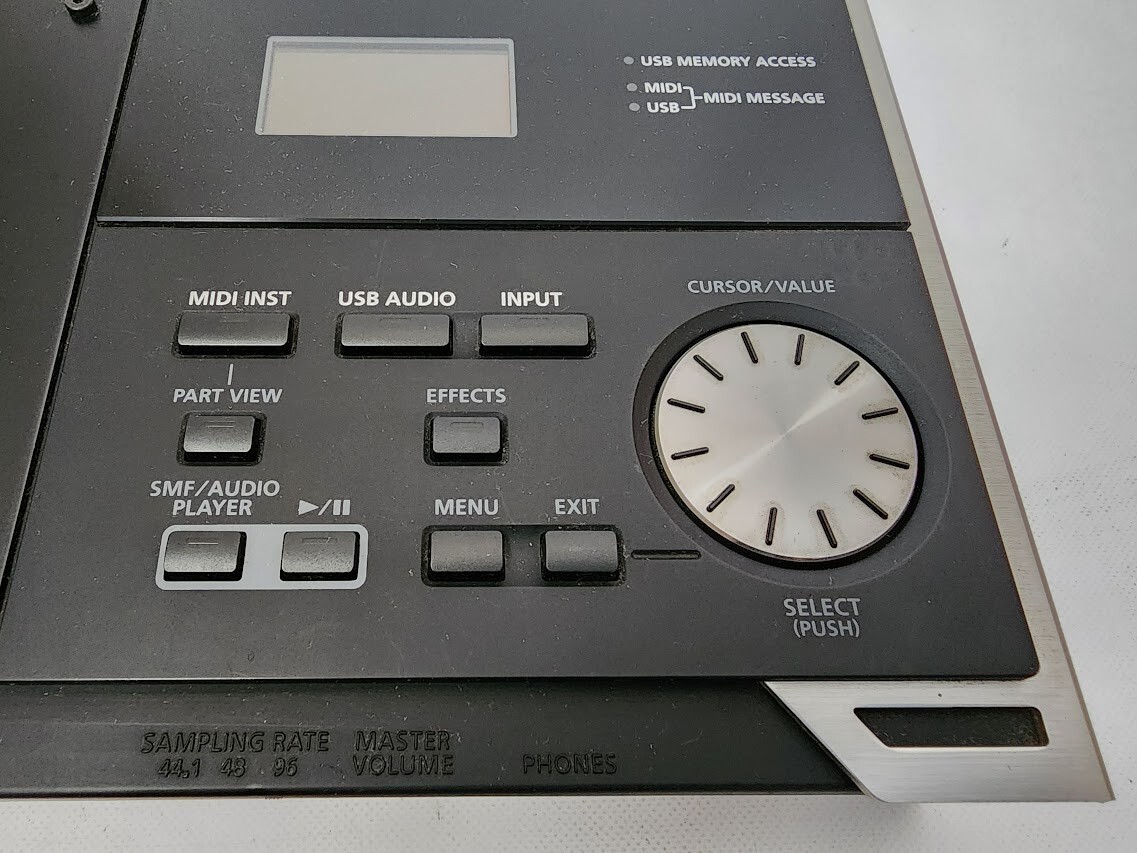 USB MEMORY ACCESS
MIDI
USB
MIDI MESSAGE
MIDI INST
USB AUDIO
INPUT
CURSOR/VALUE
PART VIEW
EFFECTS
SMF/AUDIO
PLAYER
▶/❚❚
MENU
EXIT
SELECT
(PUSH)
SAMPLING RATE
44.1 48 96
MASTER
VOLUME
PHONES